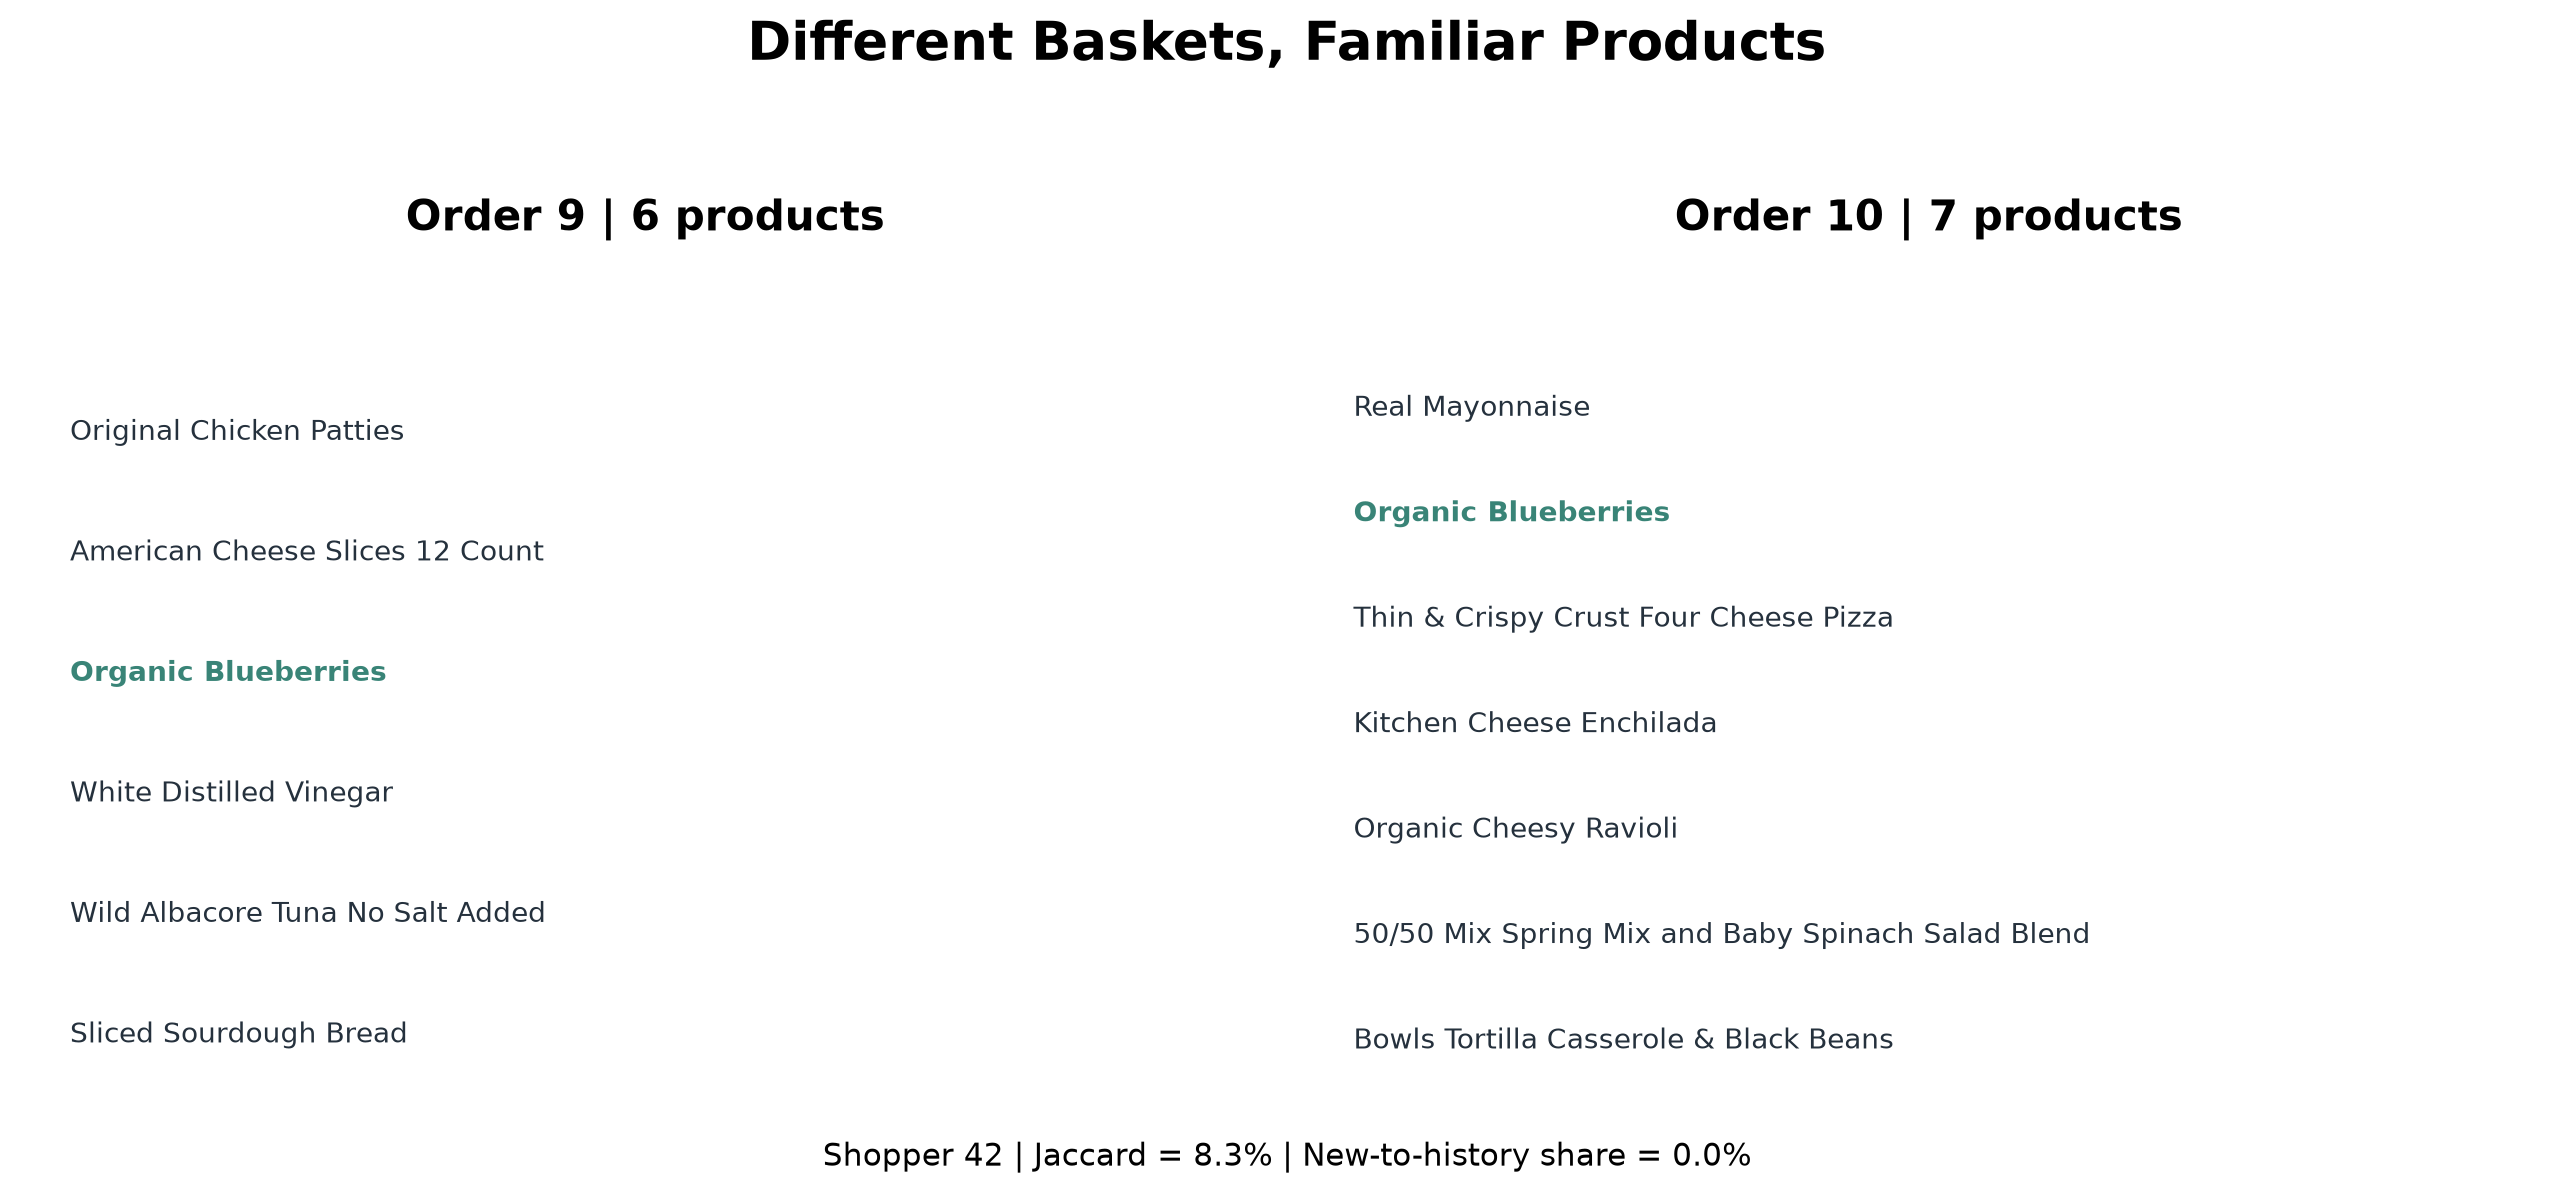 Different Baskets, Familiar Products
Order 9 | 6 products
Original Chicken Patties
American Cheese Slices 12 Count
Organic Blueberries
White Distilled Vinegar
Wild Albacore Tuna No Salt Added
Sliced Sourdough Bread
Order 10 | 7 products
Real Mayonnaise
Organic Blueberries
Thin & Crispy Crust Four Cheese Pizza
Kitchen Cheese Enchilada
Organic Cheesy Ravioli
50/50 Mix Spring Mix and Baby Spinach Salad Blend
Bowls Tortilla Casserole & Black Beans
Shopper 42 | Jaccard = 8.3% | New-to-history share = 0.0%